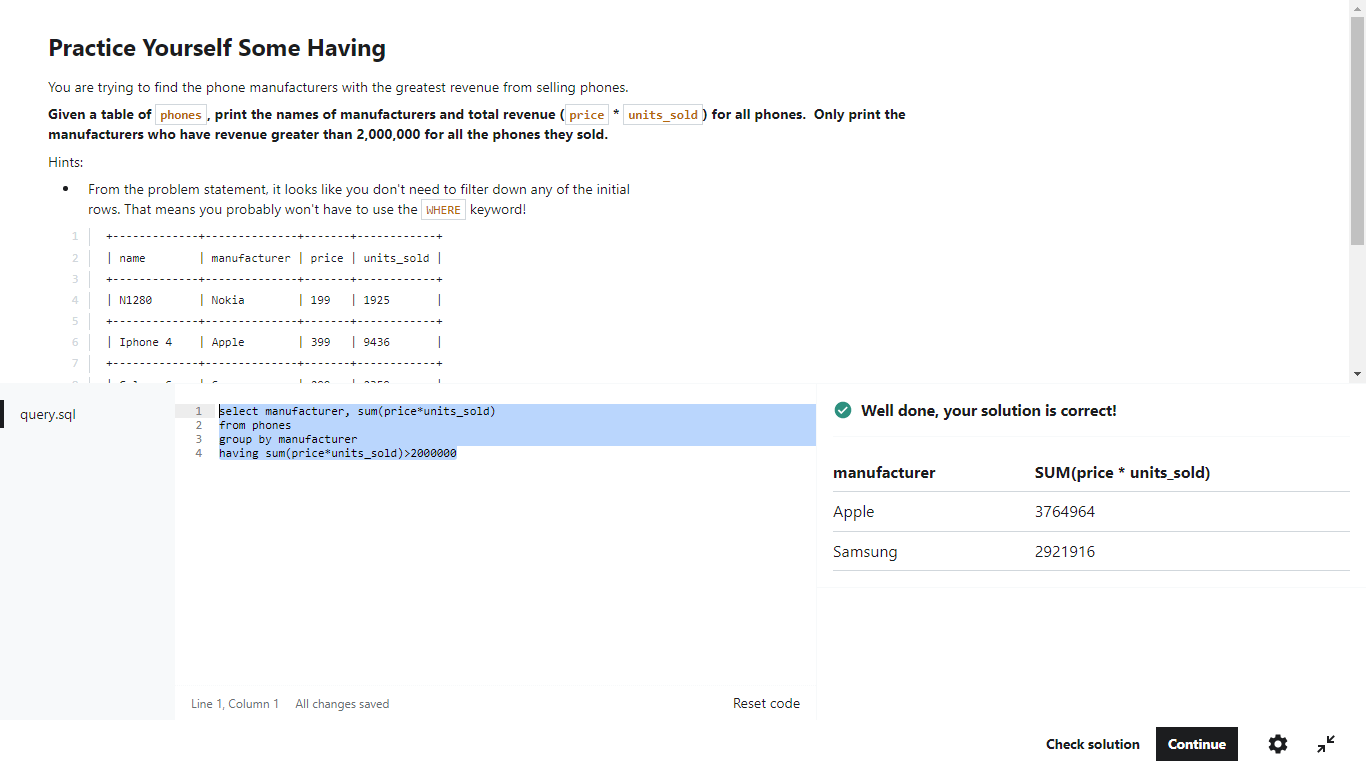 Practice Yourself Some Having
You are trying to find the phone manufacturers with the greatest revenue from selling phones.
Given a table of phones, print the names of manufacturers and total revenue (price * units_sold) for all phones.  Only print the
manufacturers who have revenue greater than 2,000,000 for all the phones they sold.
Hints:
• From the problem statement, it looks like you don't need to filter down any of the initial
rows. That means you probably won't have to use the WHERE keyword!
1 +-------------+--------------+-------+------------+
2 | name        | manufacturer | price | units_sold |
3 +-------------+--------------+-------+------------+
4 | N1280       | Nokia        | 199   | 1925       |
5 +-------------+--------------+-------+------------+
6 | Iphone 4    | Apple        | 399   | 9436       |
7 +-------------+--------------+-------+------------+
query.sql
1 select manufacturer, sum(price*units_sold)
2 from phones
3 group by manufacturer
4 having sum(price*units_sold)>2000000
Line 1, Column 1 All changes saved
Reset code
Well done, your solution is correct!
manufacturer SUM(price * units_sold)
Apple 3764964
Samsung 2921916
Check solution Continue